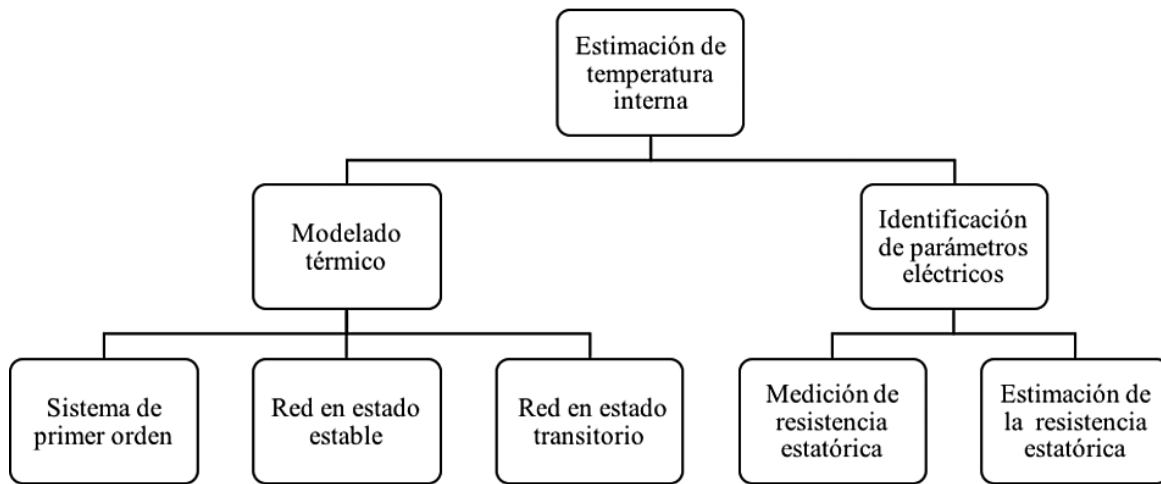 Estimación de
temperatura
interna
Modelado
térmico
Identificación
de parámetros
eléctricos
Sistema de
primer orden
Red en estado
estable
Red en estado
transitorio
Medición de
resistencia
estatórica
Estimación de
la resistencia
estatórica